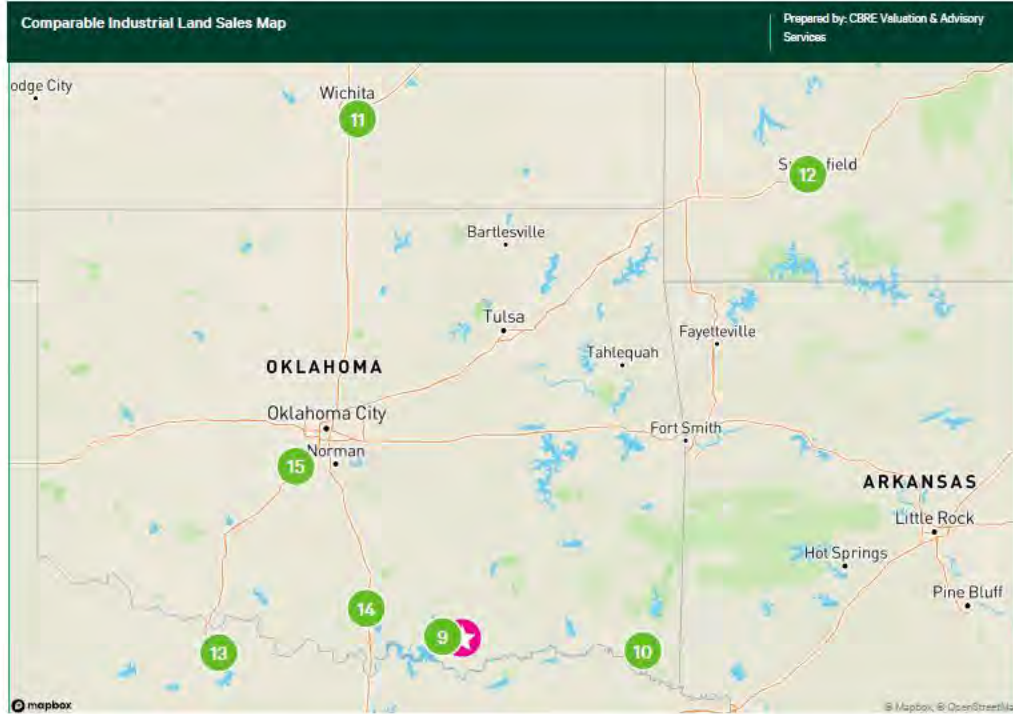 Comparable Industrial Land Sales Map
Prepared by: CBRE Valuation & Advisory
Services
odge City
Wichita
11
12
Bartlesville
Tulsa
Fayetteville
Tahlequah
OKLAHOMA
Oklahoma City
Fort Smith
Norman
15
ARKANSAS
Little Rock
Hot Springs
Pine Bluff
14
9
10
13
mapbox
© Mapbox, © OpenStreetMa